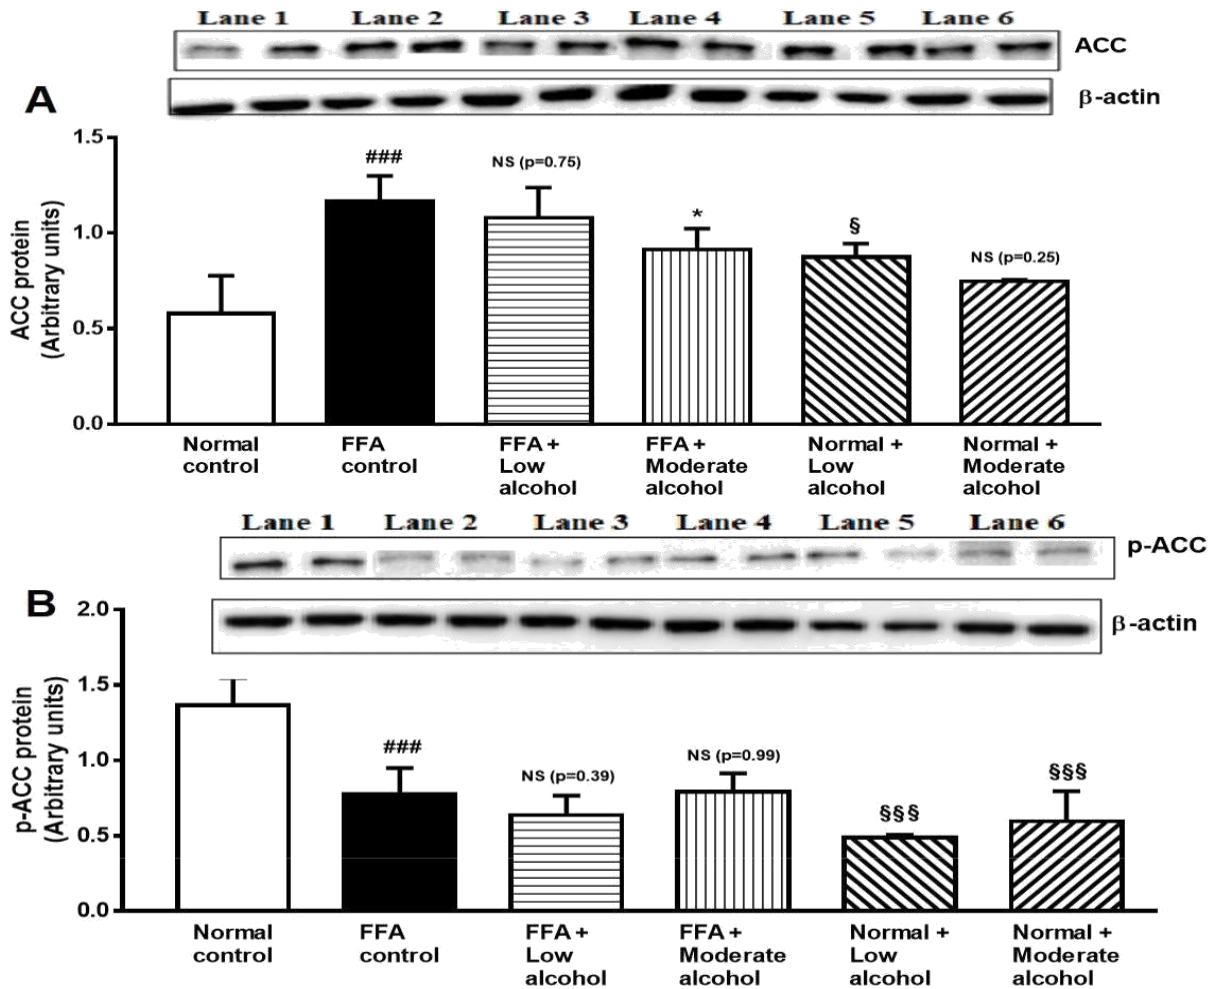 Lane 1 Lane 2 Lane 3 Lane 4 Lane 5 Lane 6
ACC
β-actin
A
1.5
1.0
0.5
0.0
ACC protein
(Arbitrary units)
###
NS (p=0.75)
*
§
NS (p=0.25)
Normal control
FFA control
FFA + Low alcohol
FFA + Moderate alcohol
Normal + Low alcohol
Normal + Moderate alcohol
Lane 1 Lane 2 Lane 3 Lane 4 Lane 5 Lane 6
p-ACC
β-actin
B
2.0
1.5
1.0
0.5
0.0
p-ACC protein
(Arbitrary units)
###
NS (p=0.39)
NS (p=0.99)
§§§
§§§
Normal control
FFA control
FFA + Low alcohol
FFA + Moderate alcohol
Normal + Low alcohol
Normal + Moderate alcohol